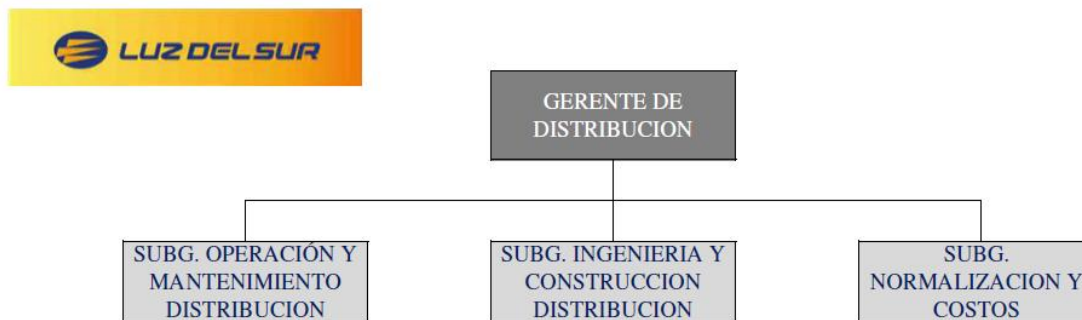 LUZ DEL SUR
GERENTE DE
DISTRIBUCION
SUBG. OPERACIÓN Y
MANTENIMIENTO
DISTRIBUCION
SUBG. INGENIERIA Y
CONSTRUCCION
DISTRIBUCION
SUBG.
NORMALIZACION Y
COSTOS